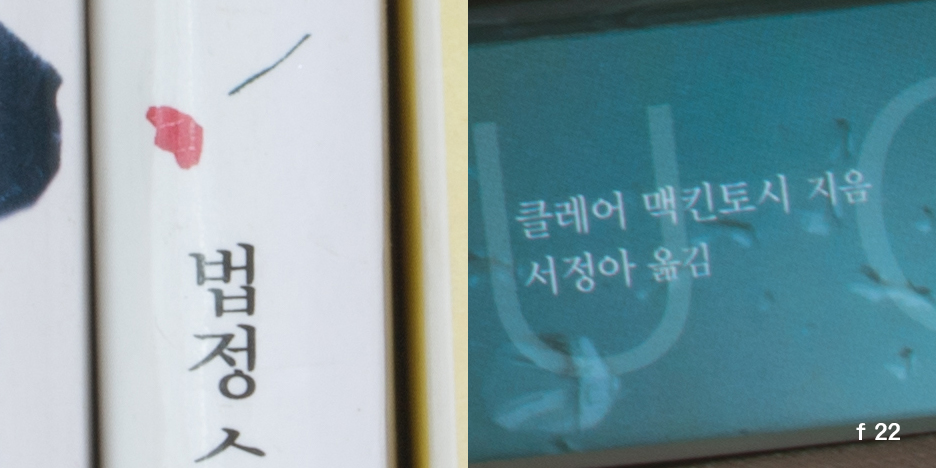 법정
클레어 맥킨토시 지음
서정아 옮김
f 22